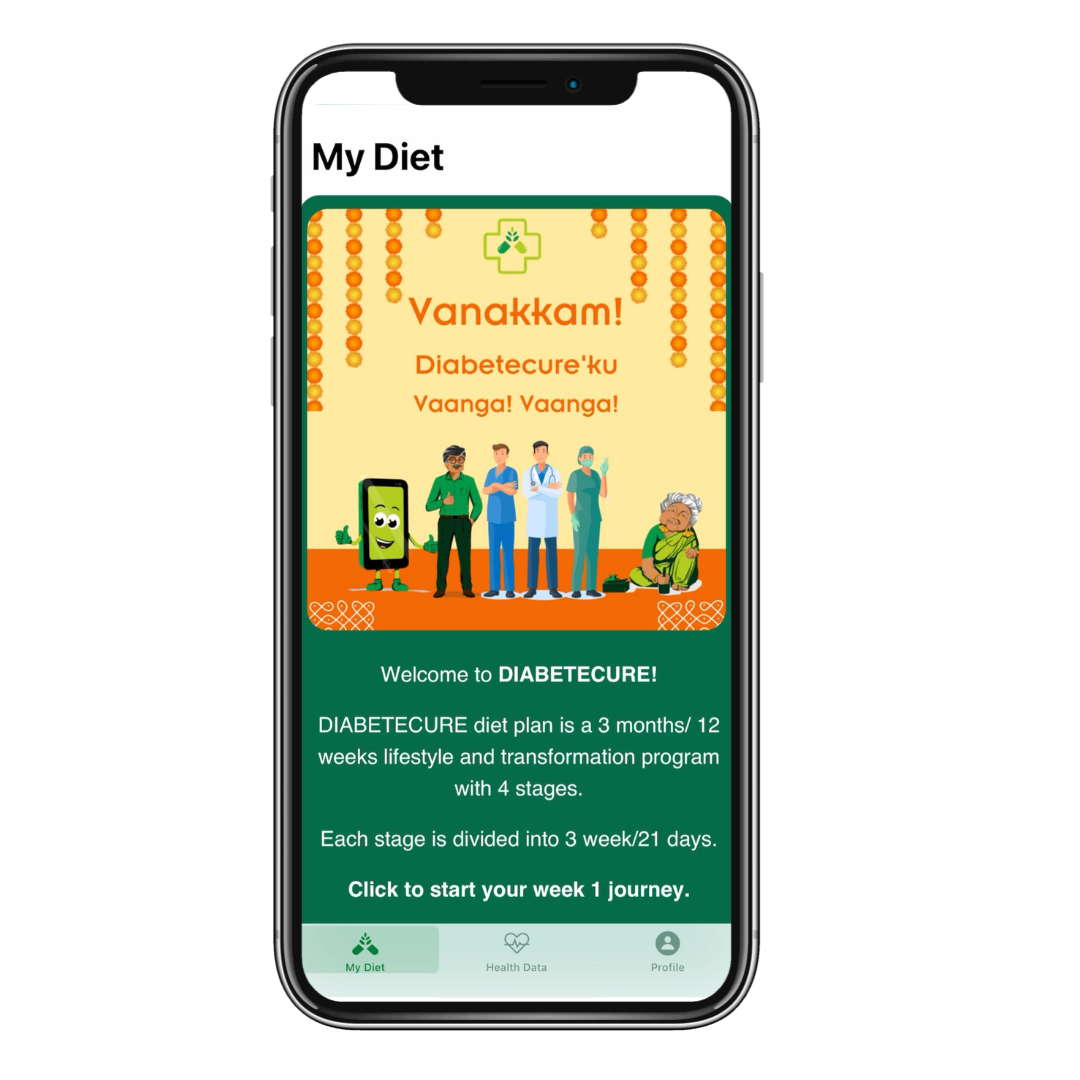 My Diet
Vanakkam!
Diabetecure'ku
Vaanga! Vaanga!
Welcome to DIABETECURE!
DIABETECURE diet plan is a 3 months/ 12
weeks lifestyle and transformation program
with 4 stages.
Each stage is divided into 3 week/21 days.
Click to start your week 1 journey.
My Diet
Health Data
Profile